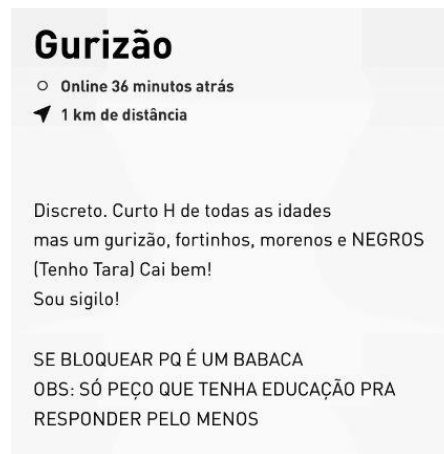 Gurizão
Online 36 minutos atrás
1 km de distância
Discreto. Curto H de todas as idades
mas um gurizão, fortinhos, morenos e NEGROS
(Tenho Tara) Cai bem!
Sou sigilo!
SE BLOQUEAR PQ É UM BABACA
OBS: SÓ PEÇO QUE TENHA EDUCAÇÃO PRA
RESPONDER PELO MENOS